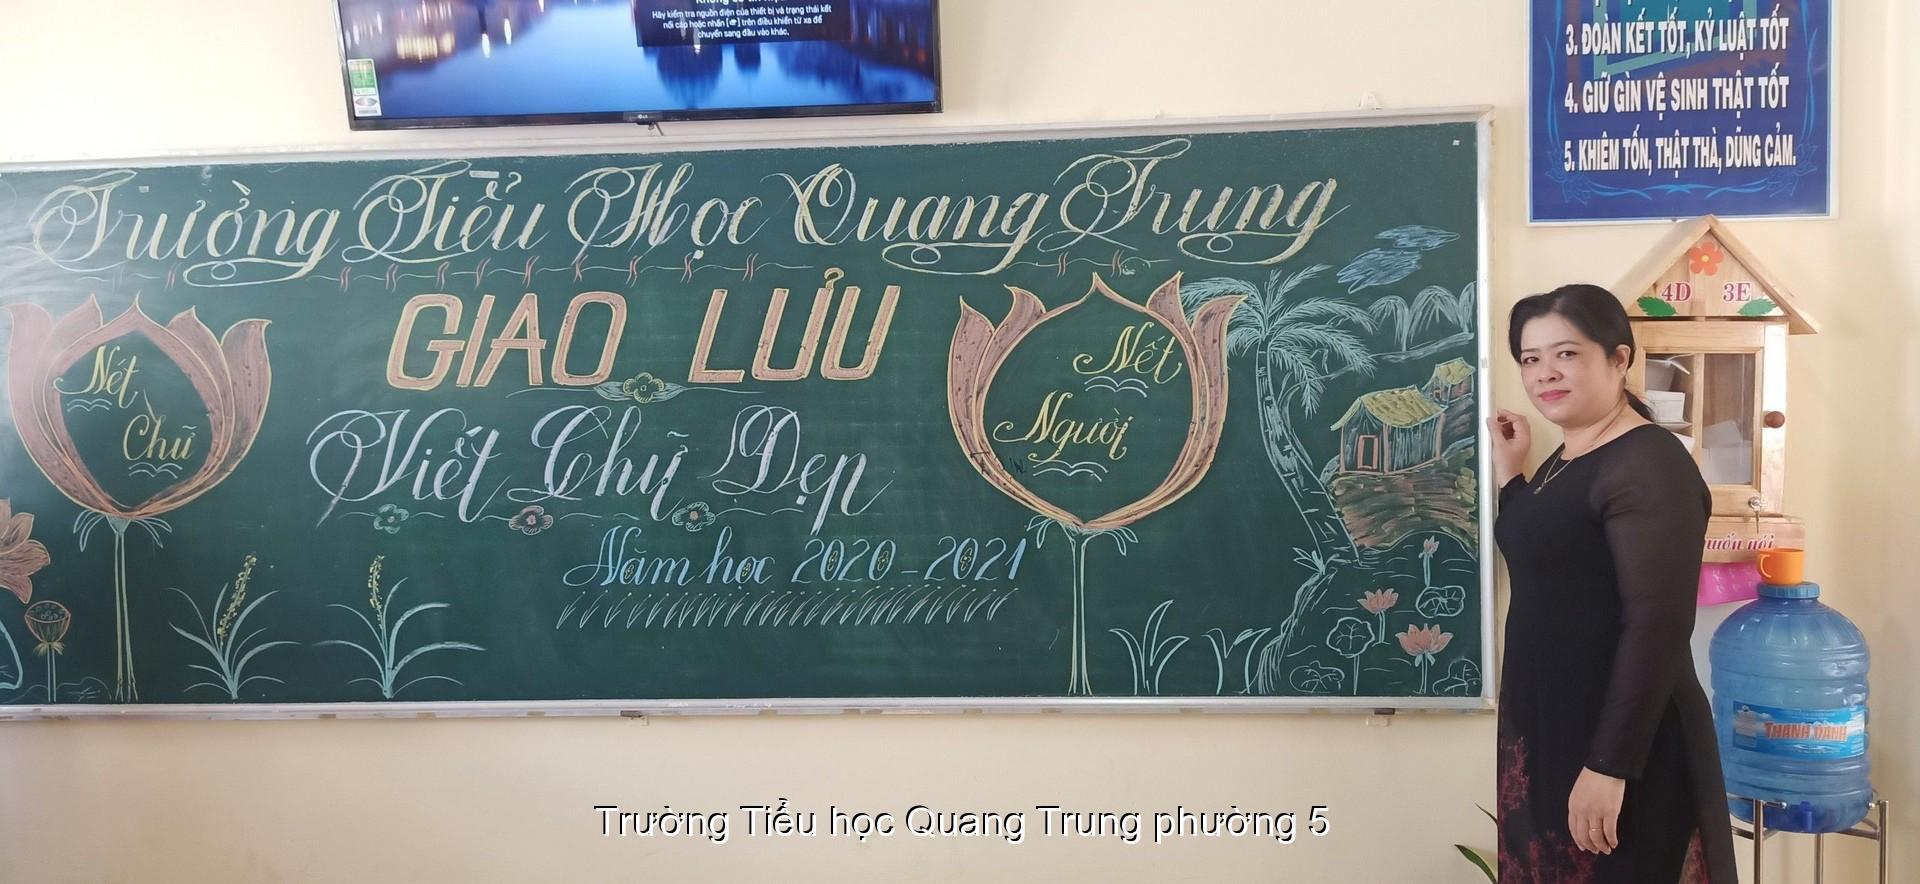 Hãy kiểm tra nguồn điện của thiết bị và trạng thái kết
nối cáp hoặc nhấn [ ] trên điều khiển từ xa để
chuyển sang đầu vào khác.
3. ĐOÀN KẾT TỐT, KỶ LUẬT TỐT
4. GIỮ GÌN VỆ SINH THẬT TỐT
5. KHIÊM TỐN, THẬT THÀ, DŨNG CẢM.
Trường Tiểu Học Quang Trung
GIAO LƯU
Viết Chữ Đẹp
Năm học 2020-2021
Nét
Chữ
Nết
Người
4D 3E
muốn nói
THANH DANH
Trường Tiểu học Quang Trung phường 5